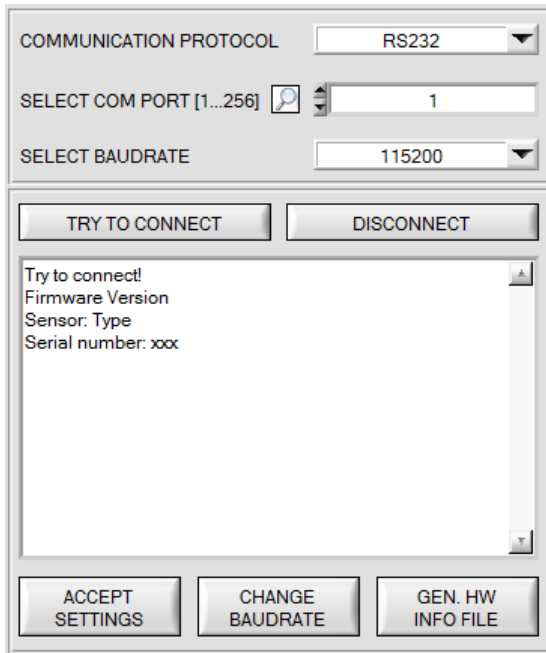 COMMUNICATION PROTOCOL RS232
SELECT COM PORT [1...256] 1
SELECT BAUDRATE 115200
TRY TO CONNECT DISCONNECT
Try to connect!
Firmware Version
Sensor: Type
Serial number: xxx
ACCEPT CHANGE GEN. HW
SETTINGS BAUDRATE INFO FILE